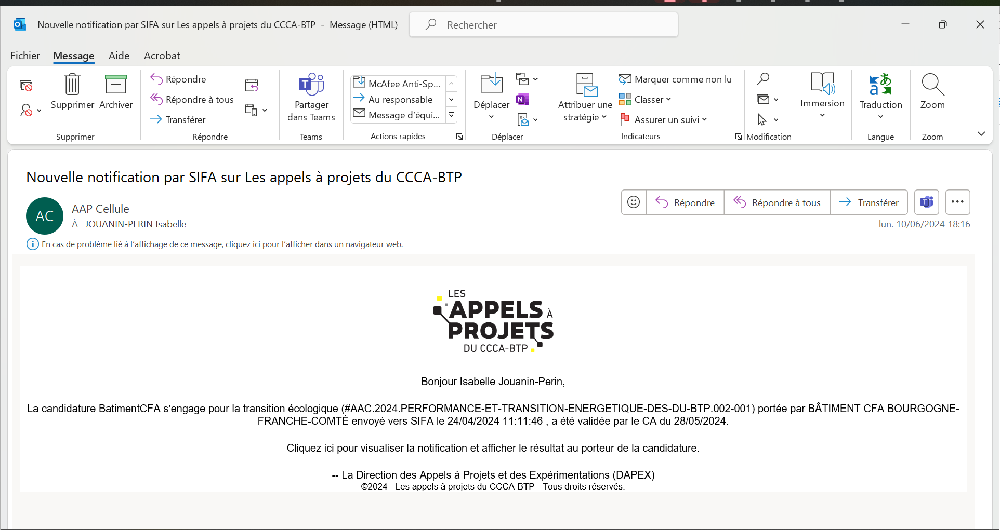 Nouvelle notification par SIFA sur Les appels à projets du CCCA-BTP - Message (HTML)
Rechercher
Fichier Message Aide Acrobat
Supprimer
Archiver
Supprimer
Répondre
Répondre à tous
Transférer
Répondre
Partager
dans Teams
Teams
McAfee Anti-Sp...
Au responsable
Message d'équi...
Actions rapides
Déplacer
Déplacer
Attribuer une
stratégie
Marquer comme non lu
Classer
Assurer un suivi
Indicateurs
Modification
Immersion
Traduction
Langue
Zoom
Zoom
Nouvelle notification par SIFA sur Les appels à projets du CCCA-BTP
AC
AAP Cellule
À JOUANIN-PERIN Isabelle
Répondre
Répondre à tous
Transférer
lun. 10/06/2024 18:16
En cas de problème lié à l'affichage de ce message, cliquez ici pour l'afficher dans un navigateur web.
LES
APPELS À
PROJETS
DU CCCA-BTP
Bonjour Isabelle Jouanin-Perin,
La candidature BatimentCFA s'engage pour la transition écologique (#AAC.2024.PERFORMANCE-ET-TRANSITION-ENERGETIQUE-DES-DU-BTP.002-001) portée par BÂTIMENT CFA BOURGOGNE-
FRANCHE-COMTÉ envoyé vers SIFA le 24/04/2024 11:11:46 , a été validée par le CA du 28/05/2024.
Cliquez ici pour visualiser la notification et afficher le résultat au porteur de la candidature.
-- La Direction des Appels à Projets et des Expérimentations (DAPEX)
©2024 - Les appels à projets du CCCA-BTP - Tous droits réservés.